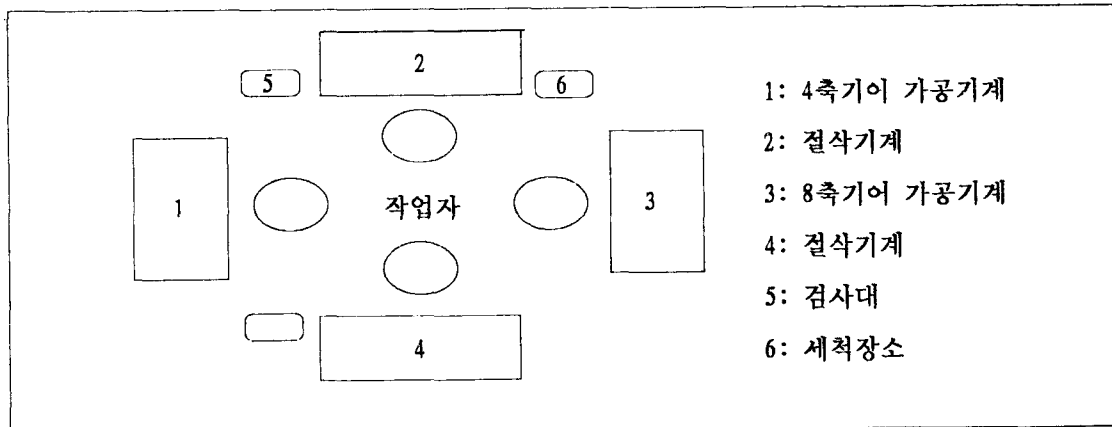 2
5
6
1
작업자
3
4
1: 4축기어 가공기계
2: 절삭기계
3: 8축기어 가공기계
4: 절삭기계
5: 검사대
6: 세척장소